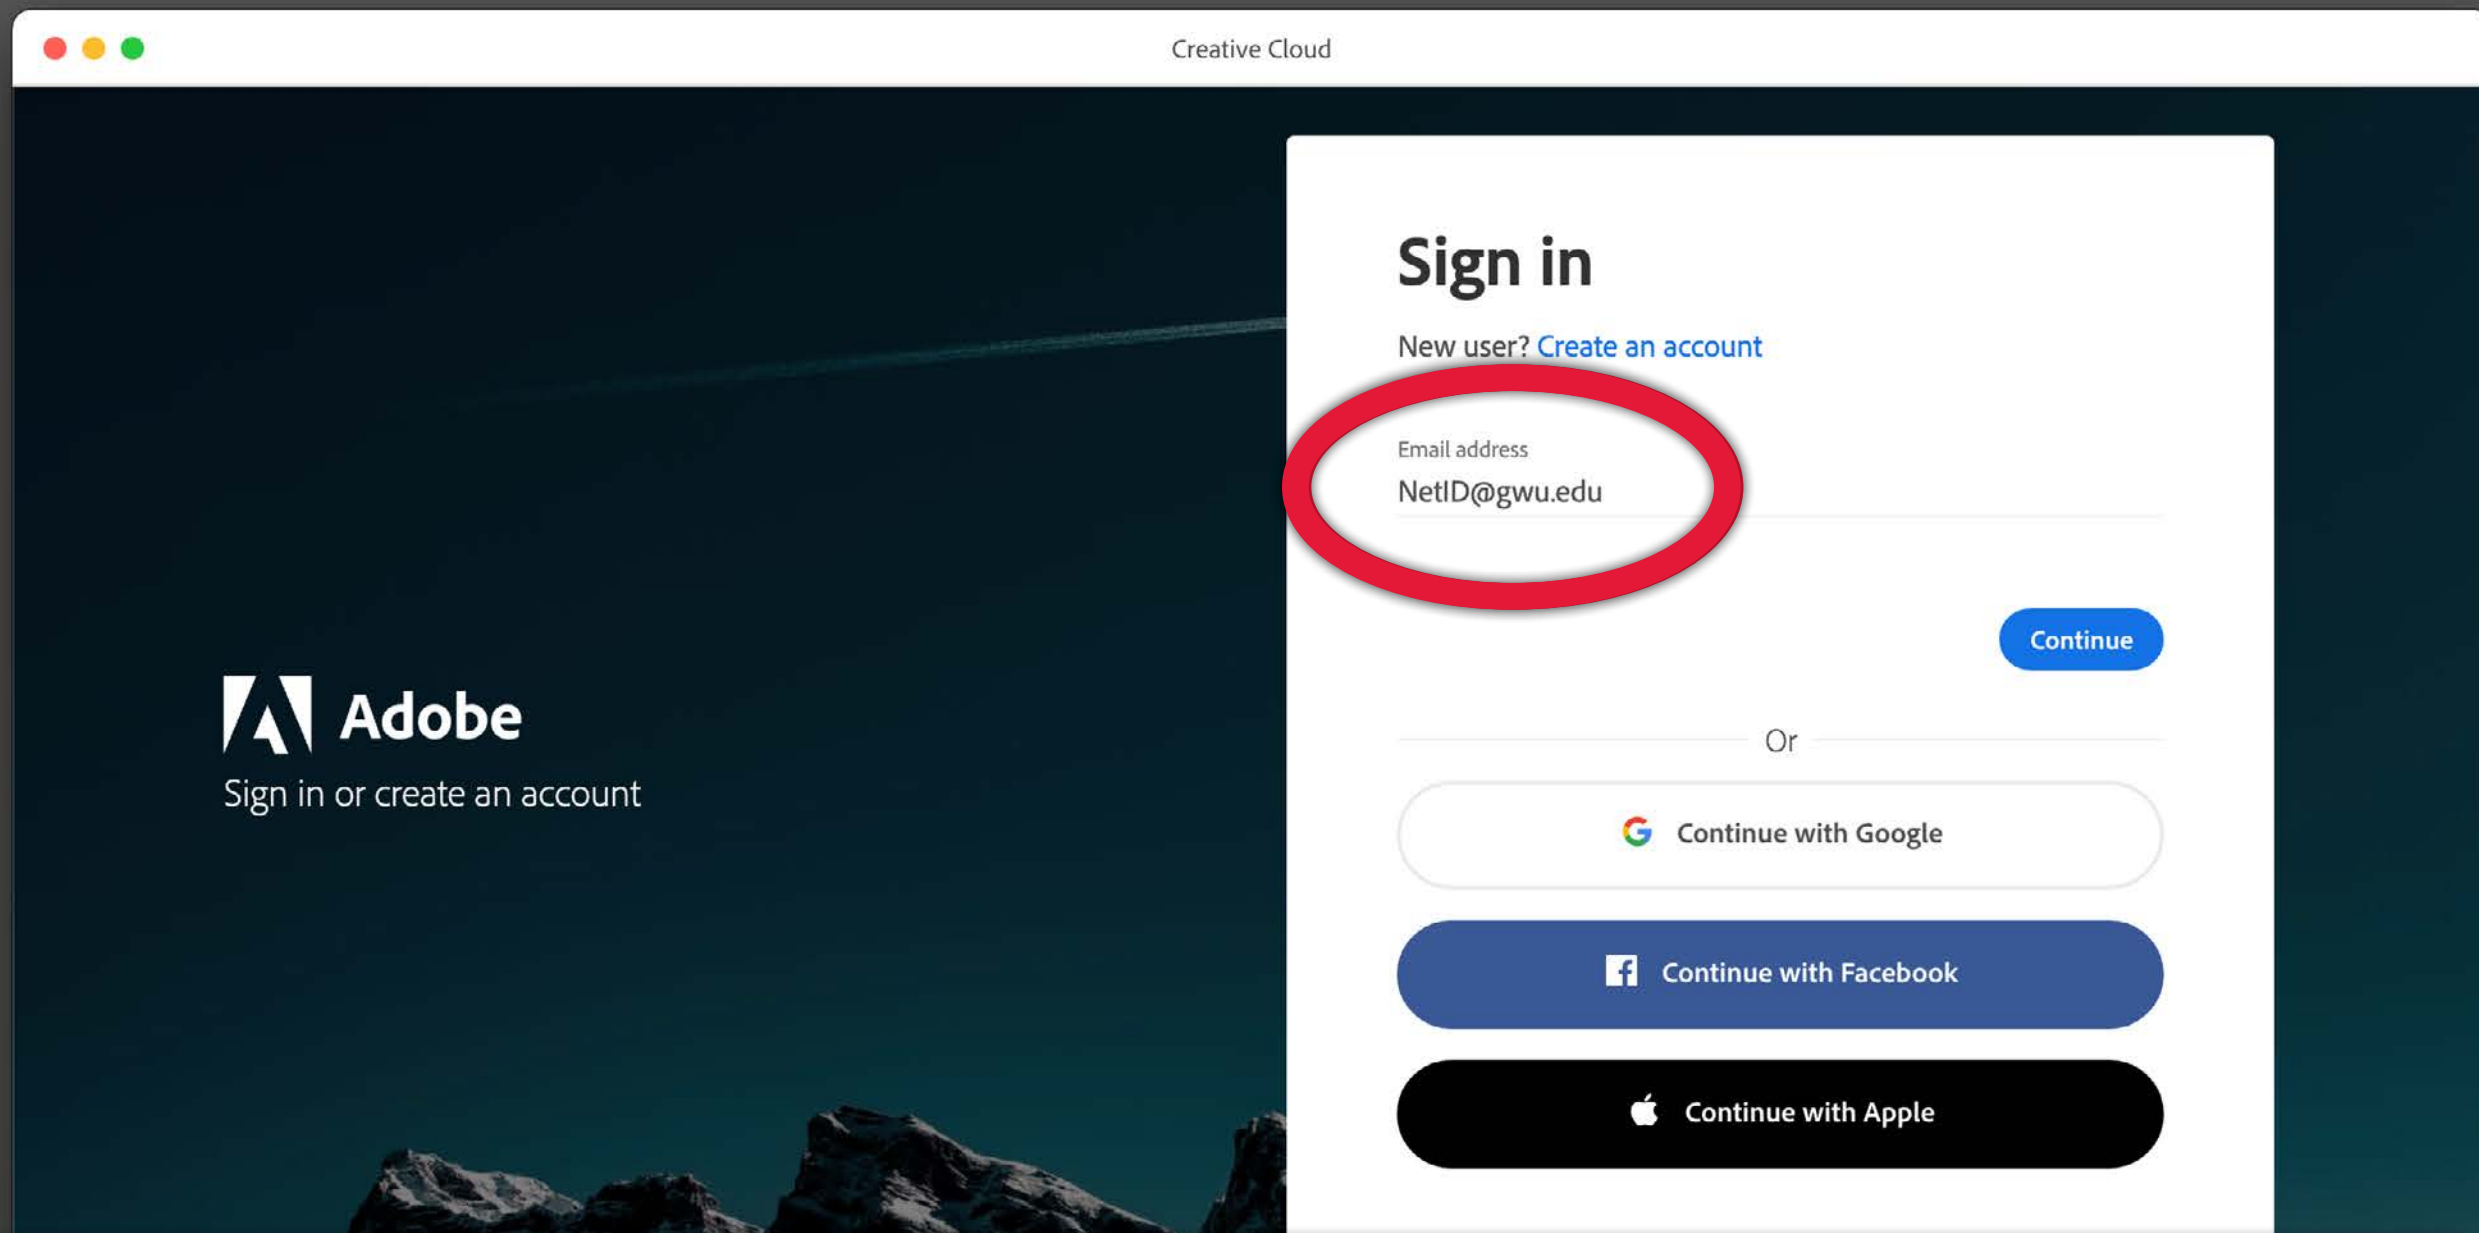 Creative Cloud
Sign in
New user? Create an account
Email address
NetID@gwu.edu
Continue
Or
Continue with Google
Continue with Facebook
Continue with Apple
Adobe
Sign in or create an account